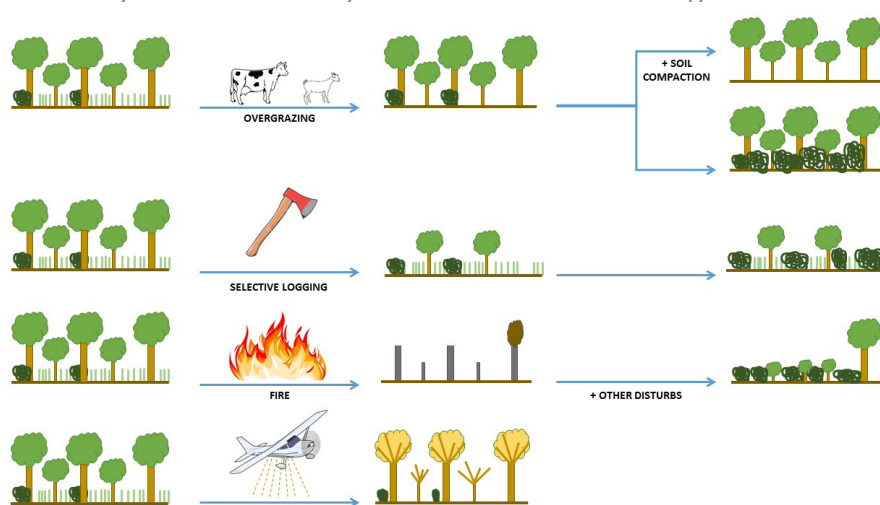 + SOIL
COMPACTION
OVERGRAZING
SELECTIVE LOGGING
FIRE
+ OTHER DISTURBS